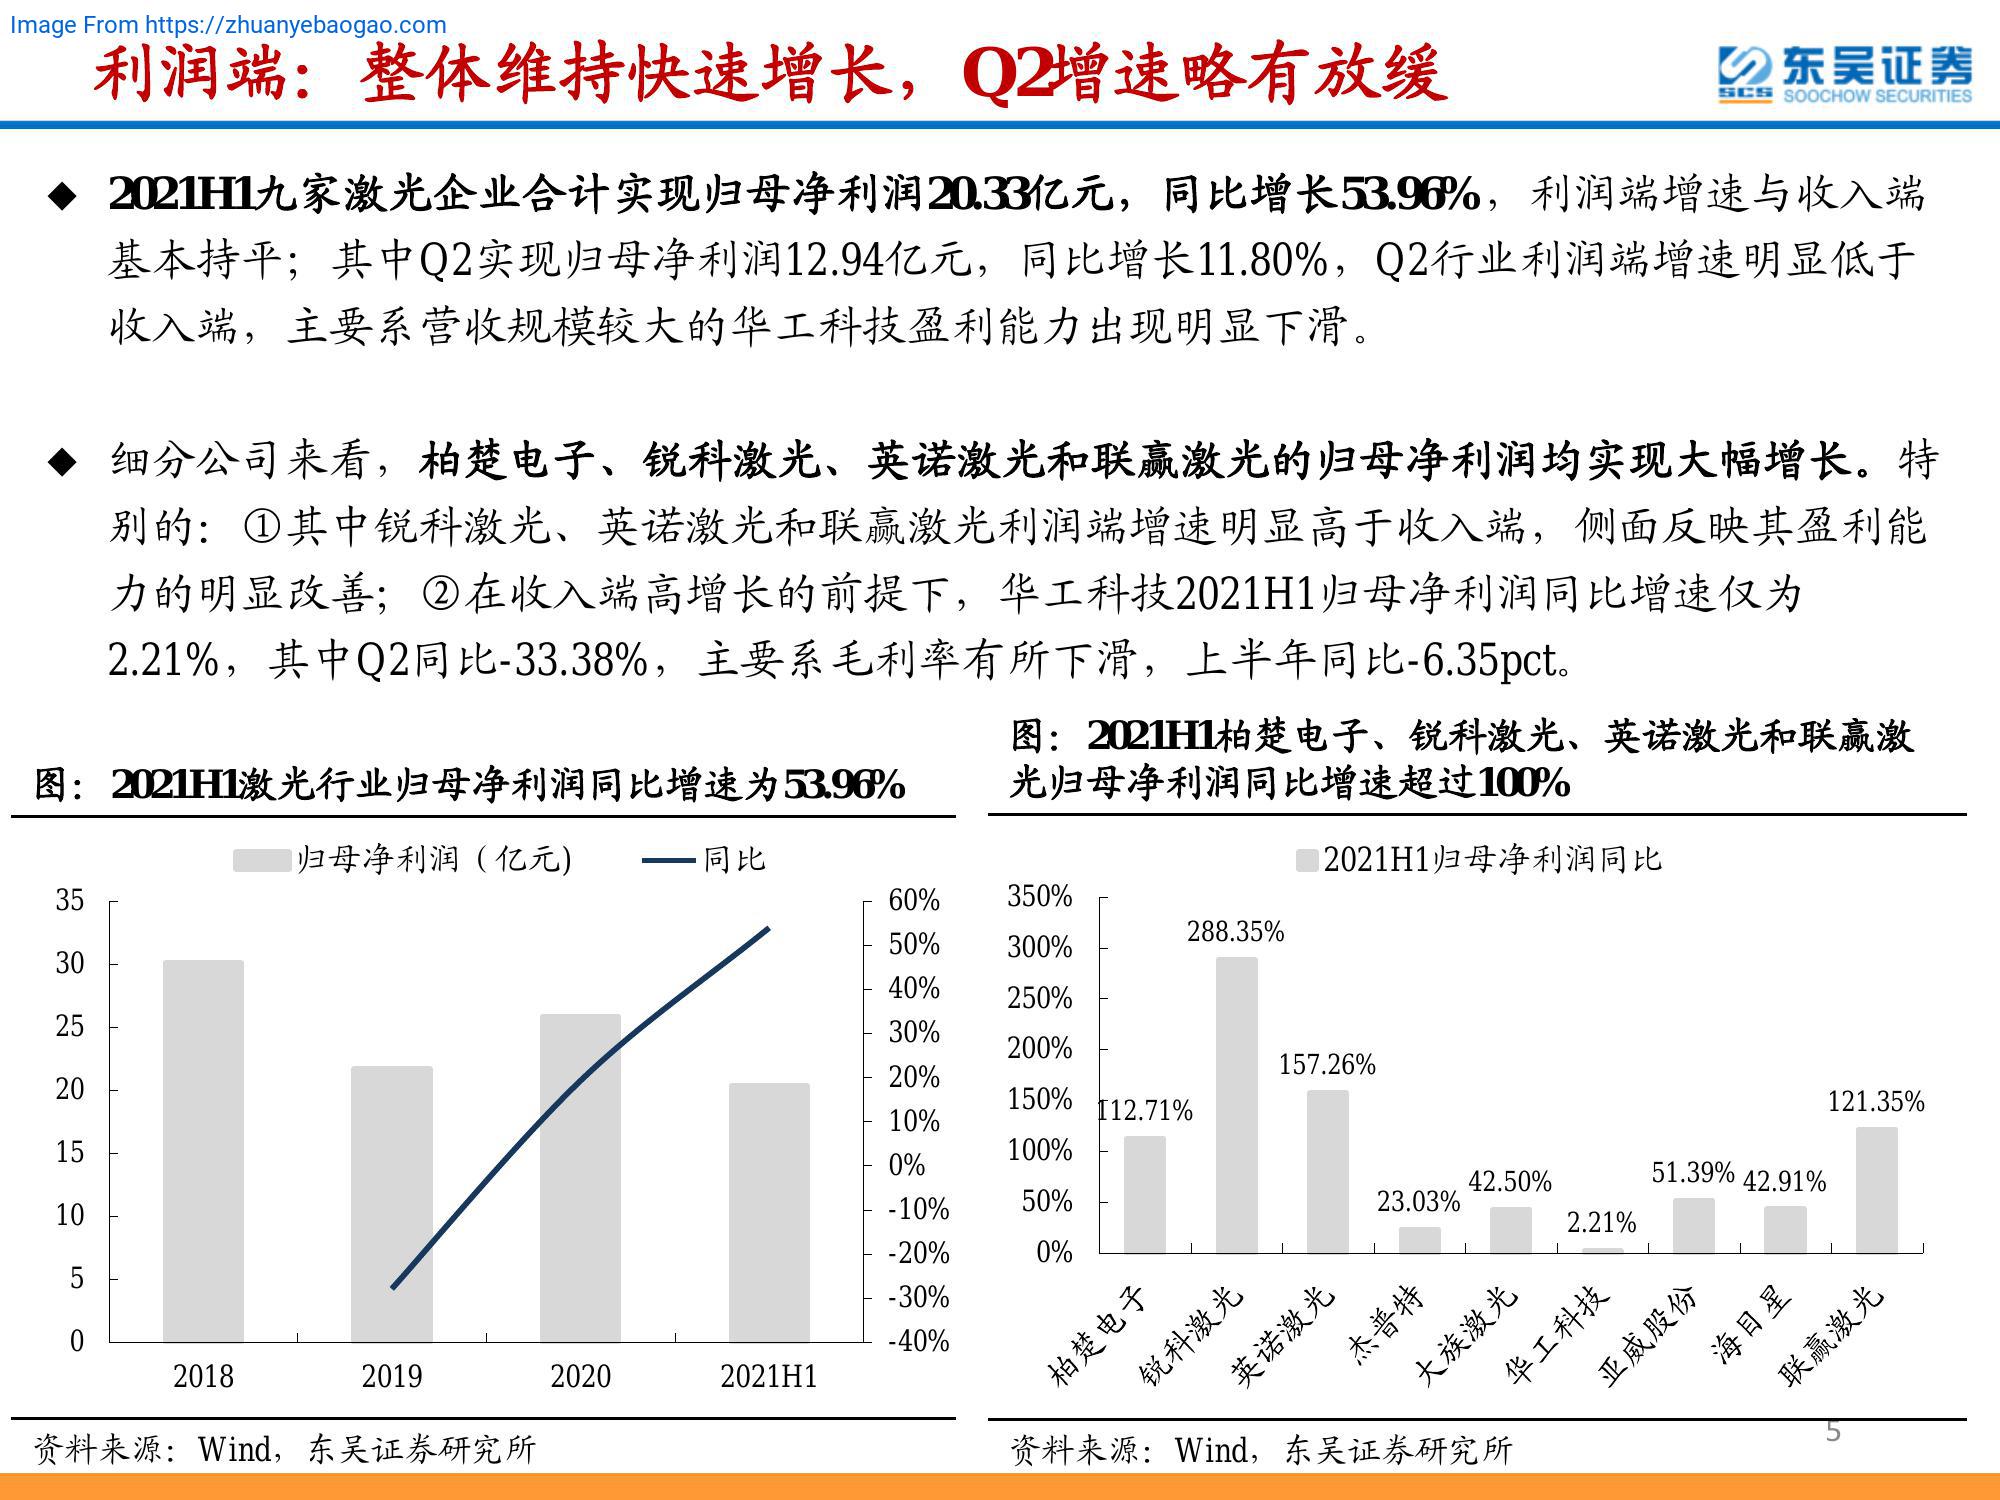 Image From https://zhuanyebaogao.com
利润端：整体维持快速增长，Q2增速略有放缓
东吴证券
SCS SOOCHOW SECURITIES
◆ 2021H1九家激光企业合计实现归母净利润20.33亿元，同比增长53.96%，利润端增速与收入端
基本持平；其中Q2实现归母净利润12.94亿元，同比增长11.80%，Q2行业利润端增速明显低于
收入端，主要系营收规模较大的华工科技盈利能力出现明显下滑。
◆ 细分公司来看，柏楚电子、锐科激光、英诺激光和联赢激光的归母净利润均实现大幅增长。特
别的：①其中锐科激光、英诺激光和联赢激光利润端增速明显高于收入端，侧面反映其盈利能
力的明显改善；②在收入端高增长的前提下，华工科技2021H1归母净利润同比增速仅为
2.21%，其中Q2同比-33.38%，主要系毛利率有所下滑，上半年同比-6.35pct。
图：2021H1激光行业归母净利润同比增速为53.96%
归母净利润（亿元） 同比
35
30
25
20
15
10
5
0
60%
50%
40%
30%
20%
10%
0%
-10%
-20%
-30%
-40%
2018 2019 2020 2021H1
资料来源：Wind，东吴证券研究所
图：2021H1柏楚电子、锐科激光、英诺激光和联赢激
光归母净利润同比增速超过100%
2021H1归母净利润同比
350%
300%
250%
200%
150%
100%
50%
0%
112.71%
288.35%
157.26%
23.03%
42.50%
2.21%
51.39%
42.91%
121.35%
柏楚电子
锐科激光
英诺激光
杰普特
大族激光
华工科技
亚威股份
海目星
联赢激光
资料来源：Wind，东吴证券研究所
5